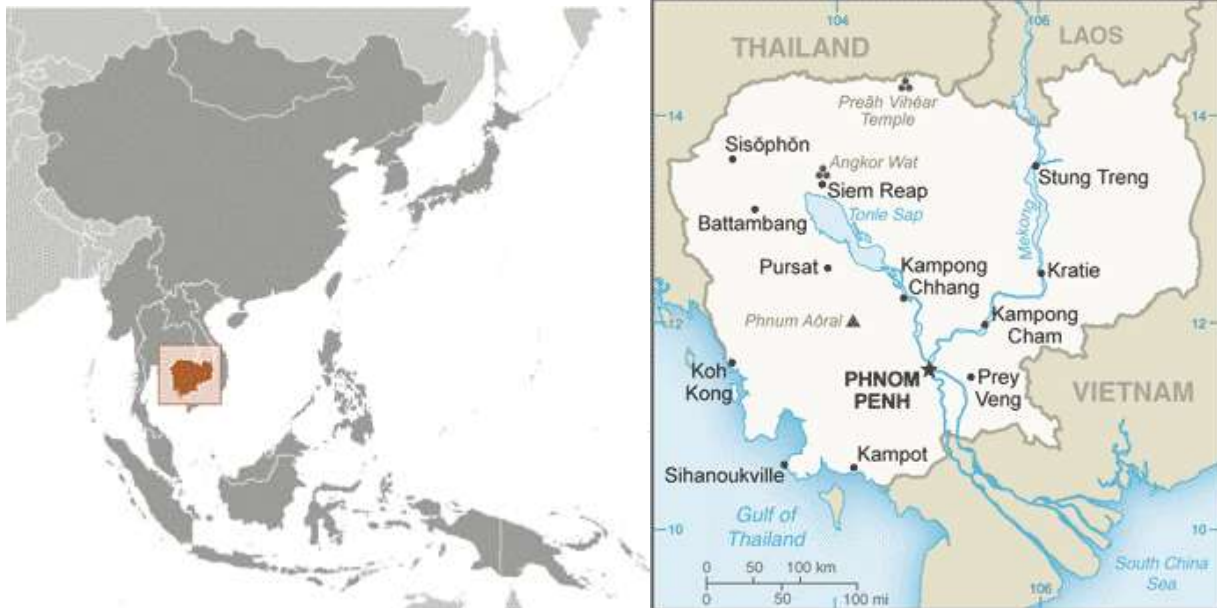 104
106
THAILAND
LAOS
14
14
Preăh Vihéar
Temple
Sisŏphŏn
Angkor Wat
Siem Reap
Stung Treng
Tonle Sap
Battambang
Mekong
Pursat
Kampong
Chhang
Kratie
Phnum Aôral
12
12
Kampong
Cham
Koh
Kong
PHNOM
PENH
Prey
Veng
VIETNAM
Kampot
Sihanoukville
Gulf of
Thailand
10
10
0 50 100 km
0 50 100 mi
South China
Sea
106